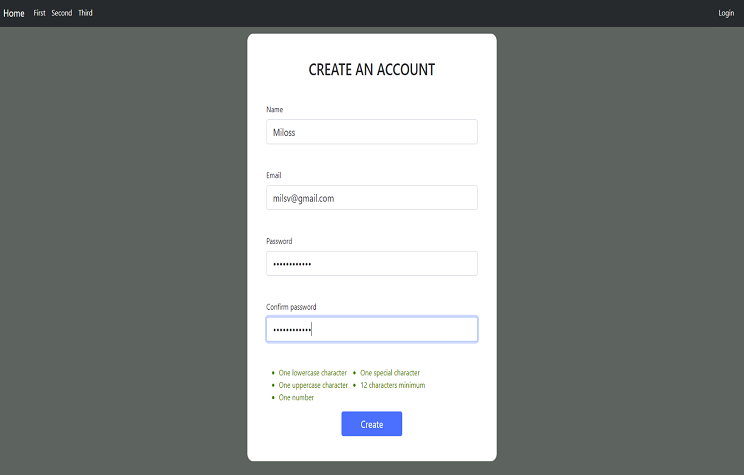 Home First Second Third Login
CREATE AN ACCOUNT
Name
Miloss
Email
milsv@gmail.com
Password
••••••••••••
Confirm password
••••••••••••
• One lowercase character • One special character
• One uppercase character • 12 characters minimum
• One number
Create